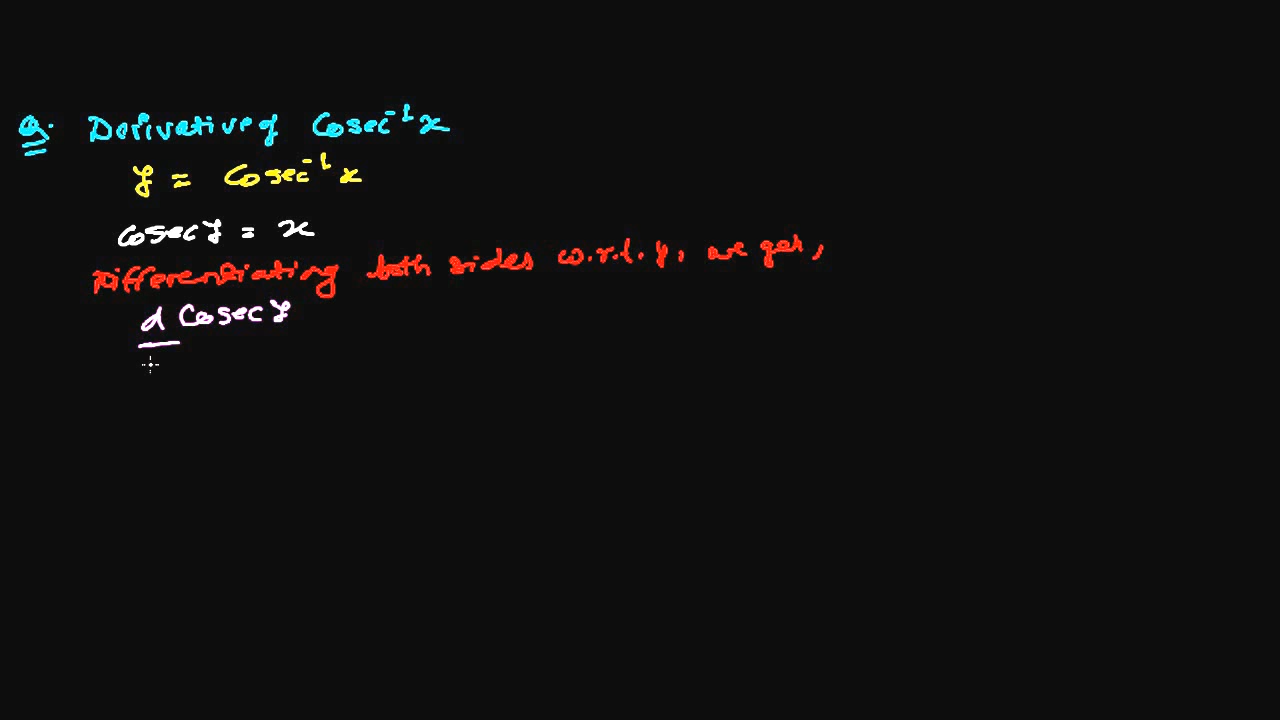 Q. Derivative of Cosec⁻¹x
y = Cosec⁻¹x
cosec y = x
Differentiating both sides w.r.t. y, we get,
d Cosec y